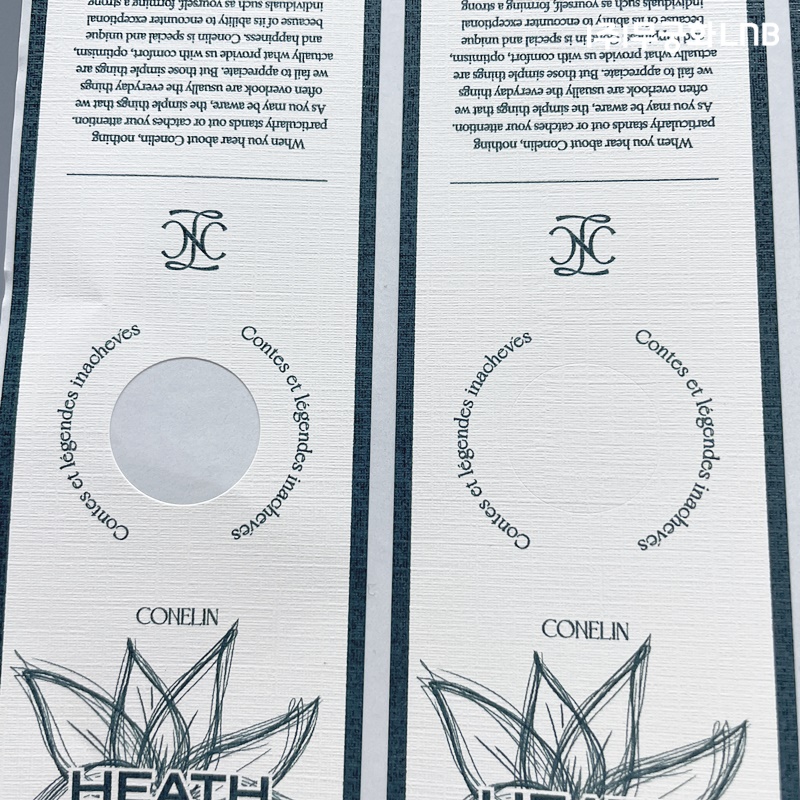 When you hear about Conelin, nothing
particularly stands out or catches your attention.
As you may be aware, the simple things that we
often overlook are usually the everyday things
we fail to appreciate. But those simple things are
actually what provide us with comfort, optimism,
and happiness. Conelin is special and unique
because of its ability to encounter exceptional
individuals such as yourself, forming a strong
Contes et légendes inachevés
Contes et légendes inachevés
CONELIN
HEATH
When you hear about Conelin, nothing
particularly stands out or catches your attention.
As you may be aware, the simple things that we
often overlook are usually the everyday things
we fail to appreciate. But those simple things are
actually what provide us with comfort, optimism,
is special and unique
because of its ability to encounter exceptional
individuals such as yourself, forming a strong
Contes et légendes inachevés
Contes et légendes inachevés
CONELIN
LNB